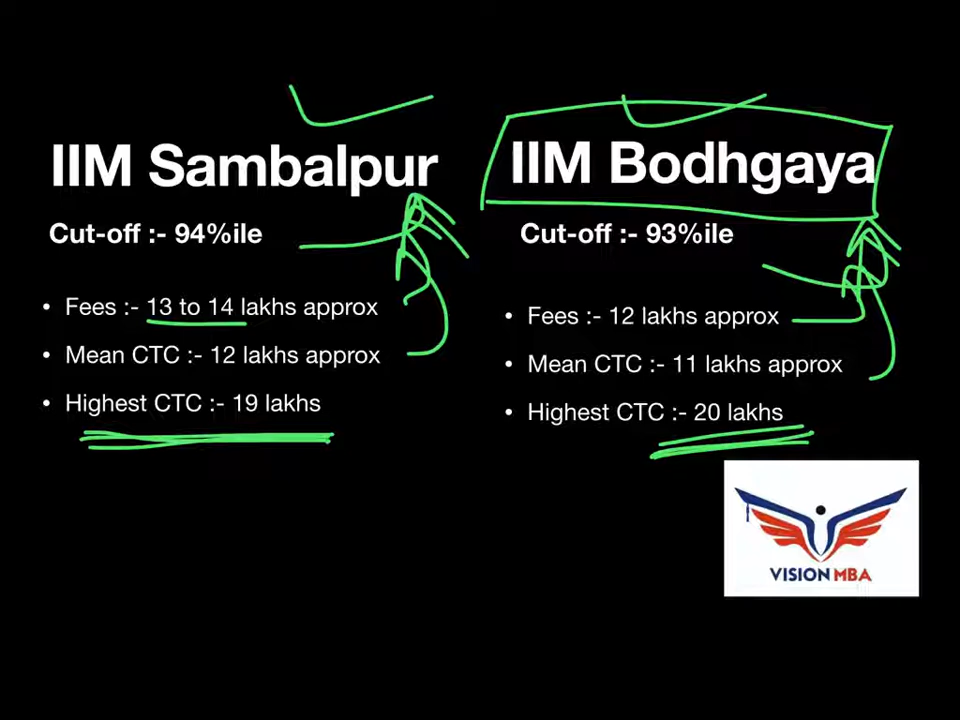 IIM Sambalpur
Cut-off :- 94%ile
• Fees :- 13 to 14 lakhs approx
• Mean CTC :- 12 lakhs approx
• Highest CTC :- 19 lakhs
IIM Bodhgaya
Cut-off :- 93%ile
• Fees :- 12 lakhs approx
• Mean CTC :- 11 lakhs approx
• Highest CTC :- 20 lakhs
VISION MBA